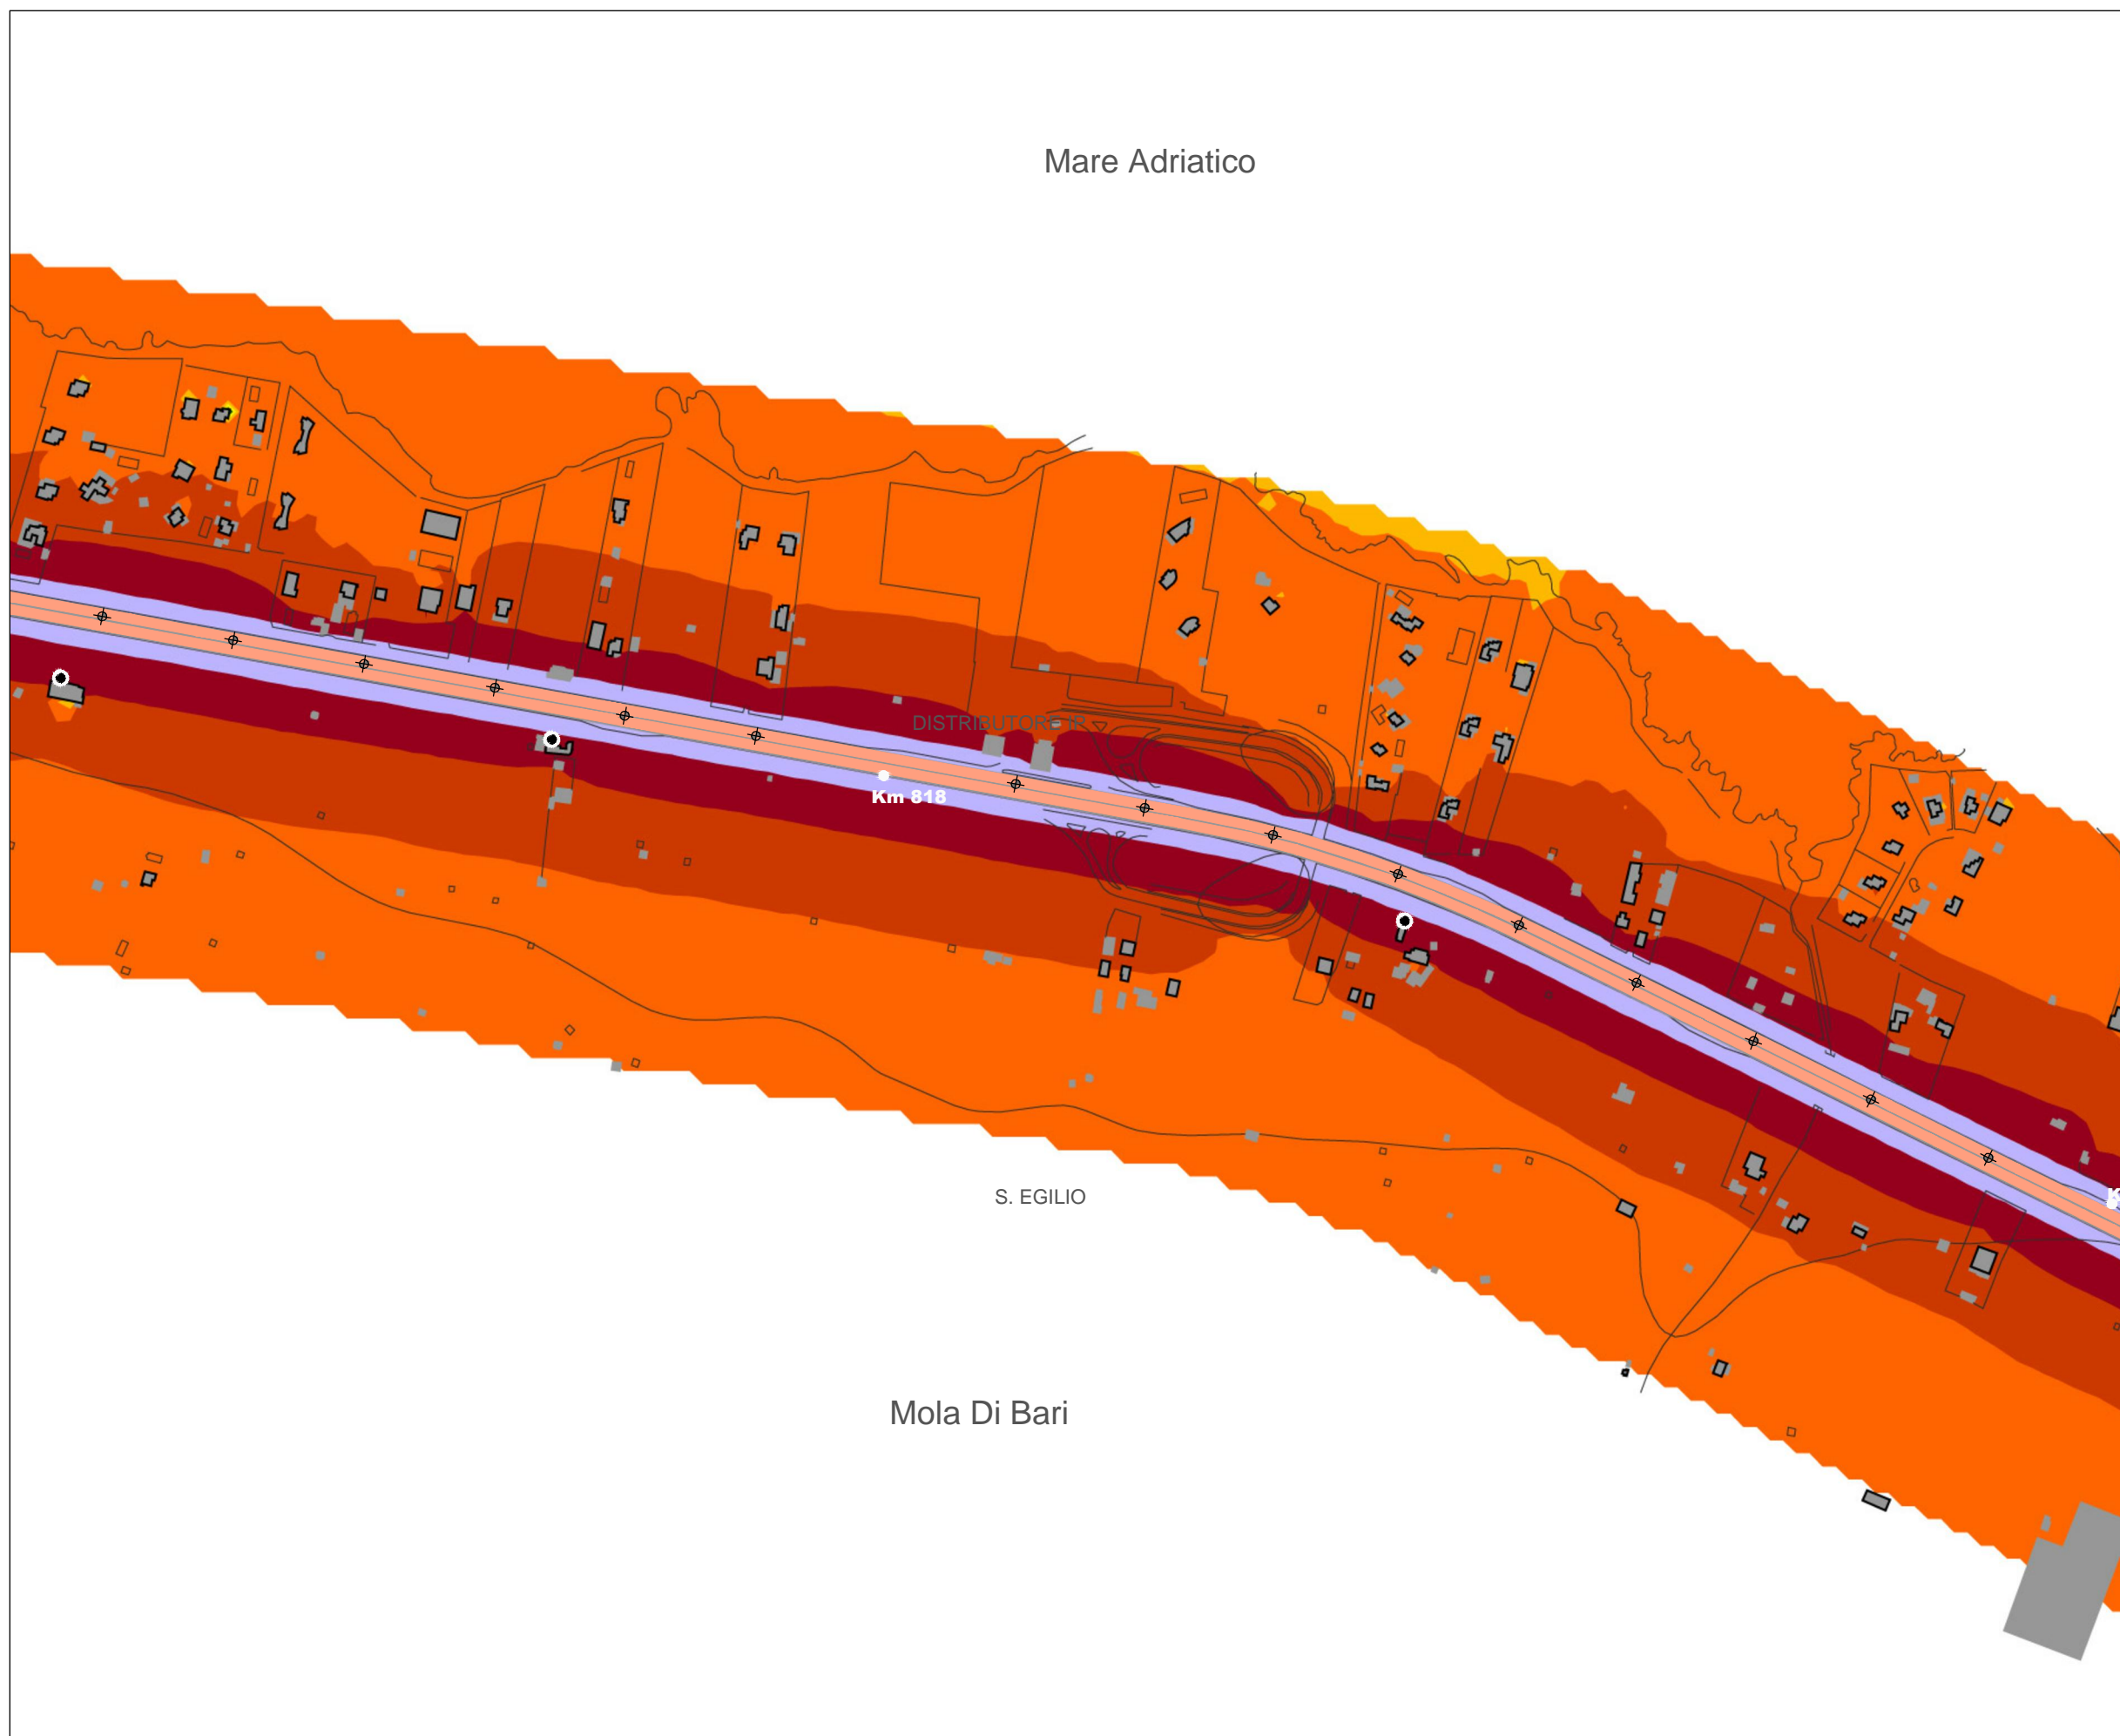 Mare Adriatico
DISTRIBUTORE IP
Km 818
K
S. EGILIO
Mola Di Bari